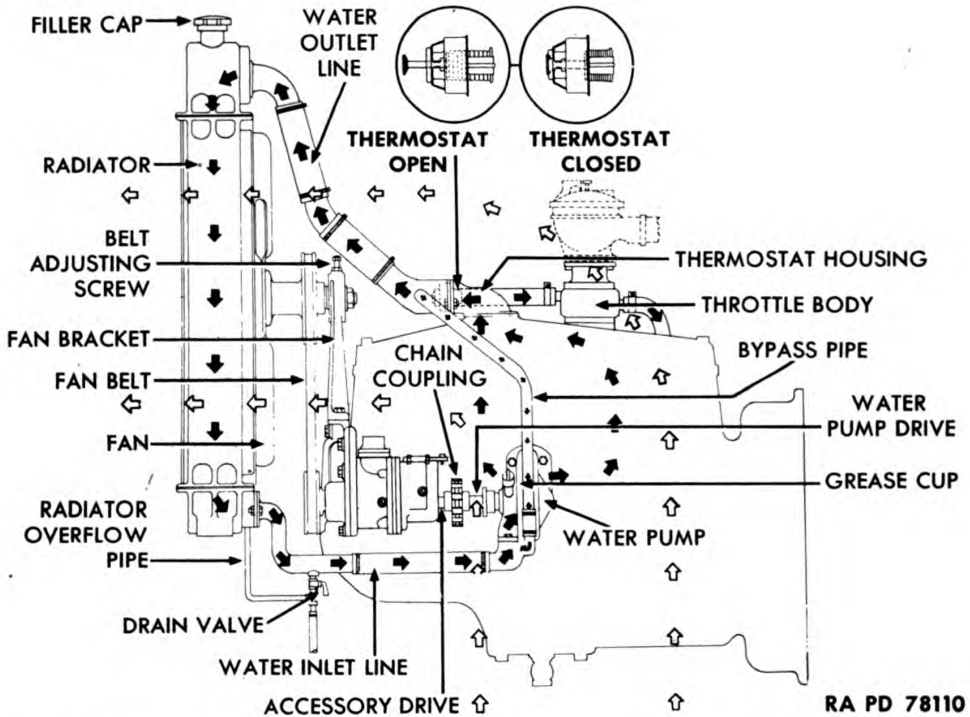 FILLER CAP
WATER
OUTLET
LINE
THERMOSTAT
OPEN
THERMOSTAT
CLOSED
RADIATOR
BELT
ADJUSTING
SCREW
THERMOSTAT HOUSING
THROTTLE BODY
FAN BRACKET
CHAIN
COUPLING
BYPASS PIPE
FAN BELT
WATER
PUMP DRIVE
FAN
GREASE CUP
RADIATOR
OVERFLOW
PIPE
WATER PUMP
DRAIN VALVE
WATER INLET LINE
ACCESSORY DRIVE
RA PD 78110